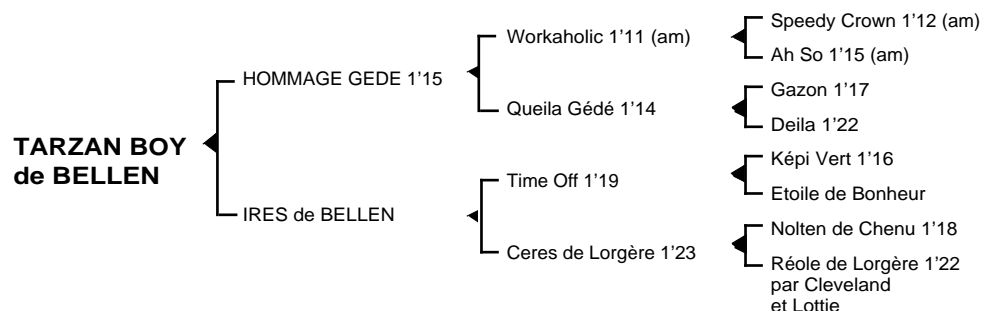 TARZAN BOY
de BELLEN
HOMMAGE GEDE 1'15
IRES de BELLEN
Workaholic 1'11 (am)
Queila Gédé 1'14
Time Off 1'19
Ceres de Lorgère 1'23
Speedy Crown 1'12 (am)
Ah So 1'15 (am)
Gazon 1'17
Deila 1'22
Képi Vert 1'16
Etoile de Bonheur
Nolten de Chenu 1'18
Réole de Lorgère 1'22
par Cleveland
et Lottie